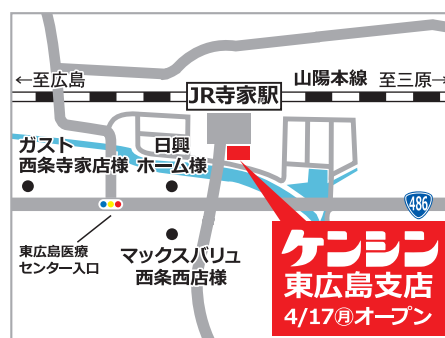 ←至広島
山陽本線 至三原→
JR寺家駅
ガスト
西条寺家店様
日興
ホーム様
486
東広島医療
センター入口
マックスバリュ
西条西店様
ケンシン
東広島支店
4/17㊊オープン